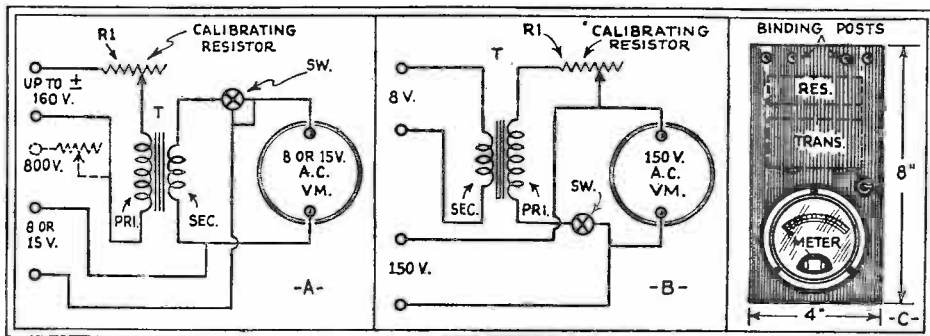 R1
CALIBRATING
RESISTOR
SW.
UP TO ±
160 V.
T
800V.
8 OR 15V.
A.C.
VM.
PRI.
SEC.
8 OR
15 V.
-A-
R1
CALIBRATING
RESISTOR
T
8 V.
150 V.
A.C.
VM.
SW.
SEC.
PRI.
150 V.
-B-
BINDING POSTS
RES.
TRANS.
8"
METER
4"
-C-